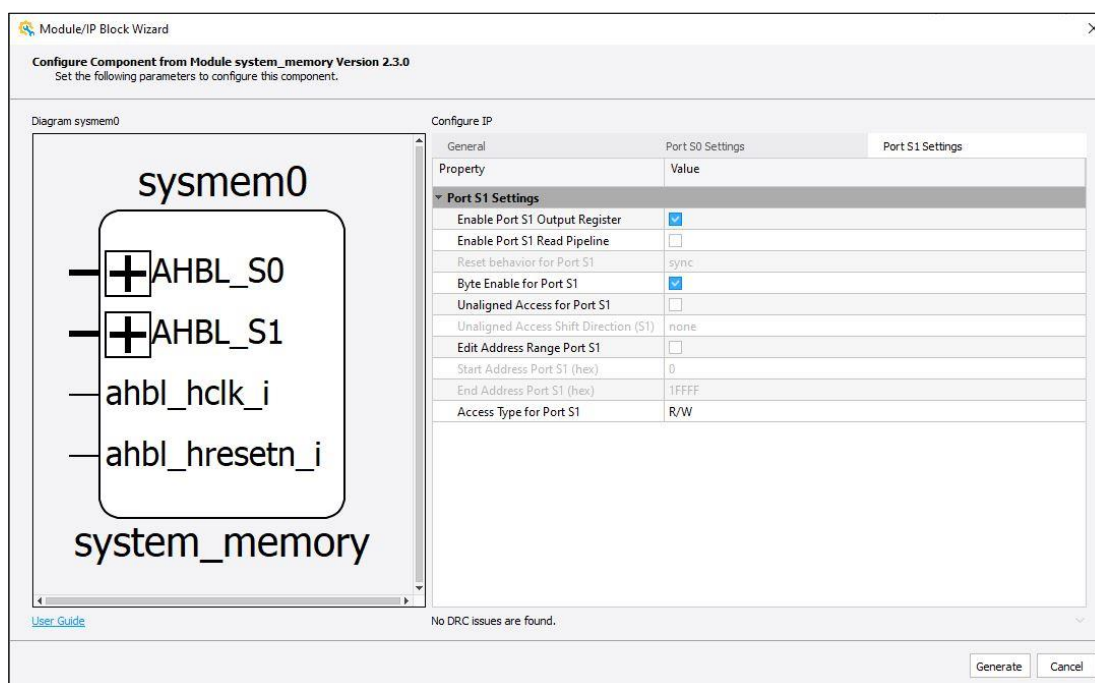 Module/IP Block Wizard
Configure Component from Module system_memory Version 2.3.0
Set the following parameters to configure this component.
Diagram sysmem0
sysmem0
AHBL_S0
AHBL_S1
ahbl_hclk_i
ahbl_hresetn_i
system_memory
User Guide
Configure IP
General Port S0 Settings Port S1 Settings
Property Value
Port S1 Settings
Enable Port S1 Output Register
Enable Port S1 Read Pipeline
Reset behavior for Port S1 sync
Byte Enable for Port S1
Unaligned Access for Port S1
Unaligned Access Shift Direction (S1) none
Edit Address Range Port S1
Start Address Port S1 (hex) 0
End Address Port S1 (hex) 1FFFF
Access Type for Port S1 R/W
No DRC issues are found.
Generate Cancel